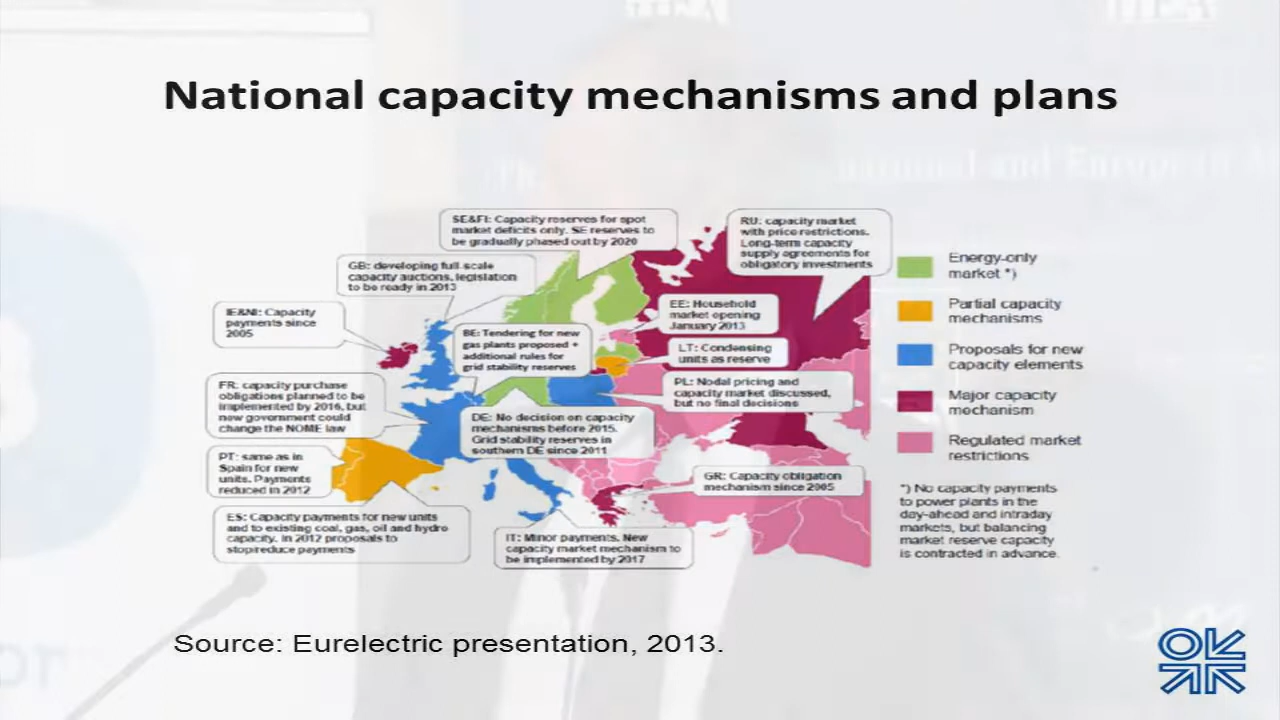 National capacity mechanisms and plans
SE&FI: Capacity reserves for spot
market deficits only. SE reserves to
be gradually phased out by 2020
RU: capacity market
with price restrictions.
Long-term capacity
supply agreements for
obligatory investments
GB: developing full-scale
capacity auctions, legislation
to be ready in 2013
IE&NI: Capacity
payments since
2005
BE: Tendering for new
gas plants proposed +
additional rules for
grid stability reserves
EE: Household
market opening
January 2013
LT: Condensing
units as reserve
FR: capacity purchase
obligations planned to be
implemented by 2016, but
new government could
change the NOME law
PL: Nodal pricing and
capacity market discussed,
but no final decisions
DE: No decision on capacity
mechanisms before 2015.
Grid stability reserves in
southern DE since 2011
PT: same as in
Spain for new
units. Payments
reduced in 2012
GR: Capacity obligation
mechanism since 2005
ES: Capacity payments for new units
and to existing coal, gas, oil and hydro
capacity. In 2012 proposals to
stop/reduce payments
IT: Minor payments. New
capacity market mechanism to
be implemented by 2017
Energy-only
market *)
Partial capacity
mechanisms
Proposals for new
capacity elements
Major capacity
mechanism
Regulated market
restrictions
*) No capacity payments
to power plants in the
day-ahead and intraday
markets, but balancing
market reserve capacity
is contracted in advance.
Source: Eurelectric presentation, 2013.